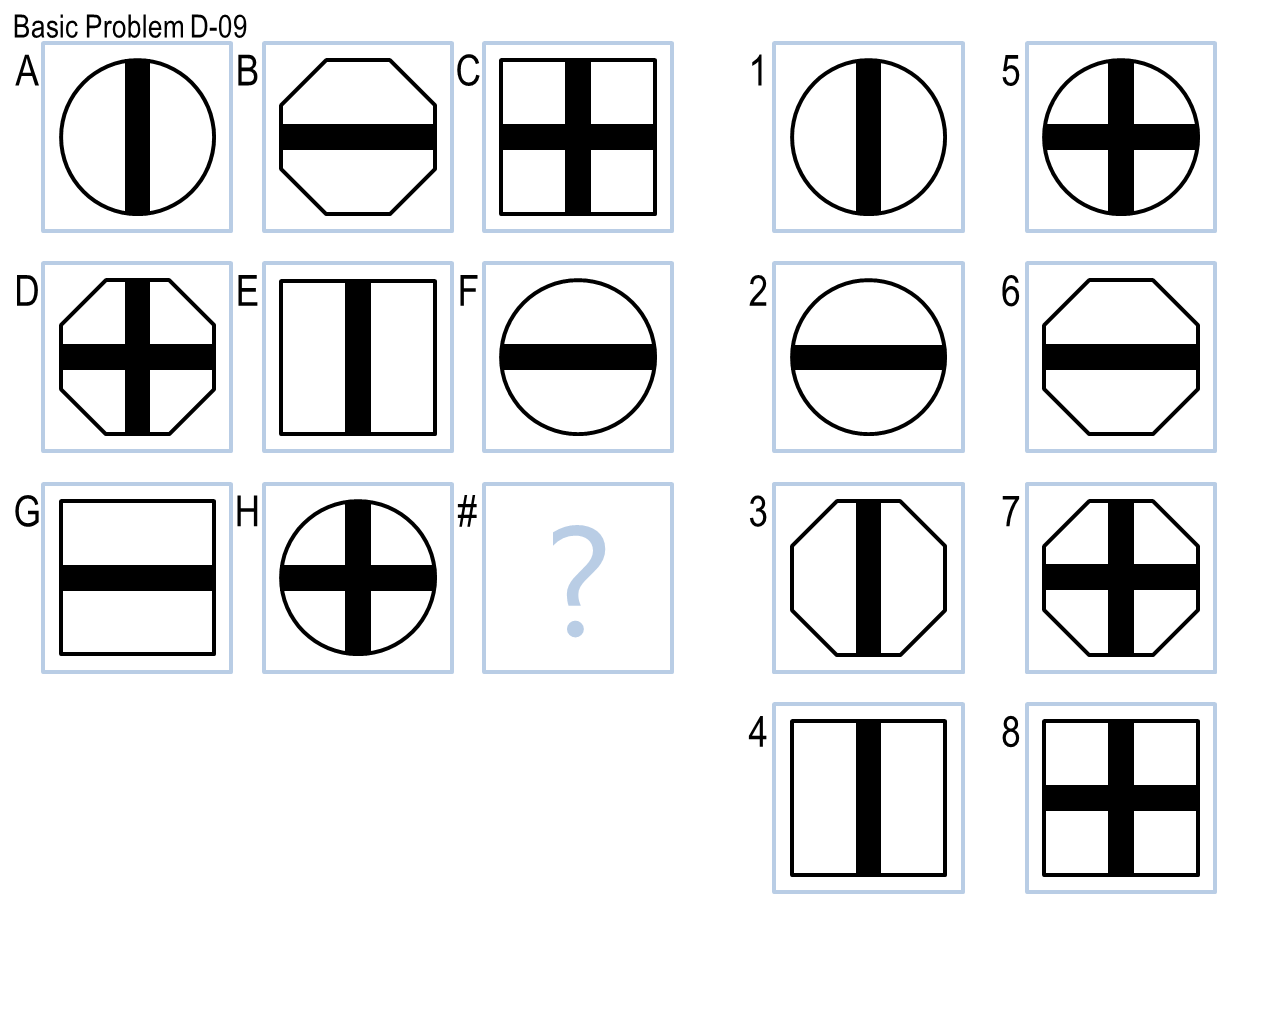 Basic Problem D-09
A B C 1 5
D E F 2 6
G H # ? 3 7
4 8